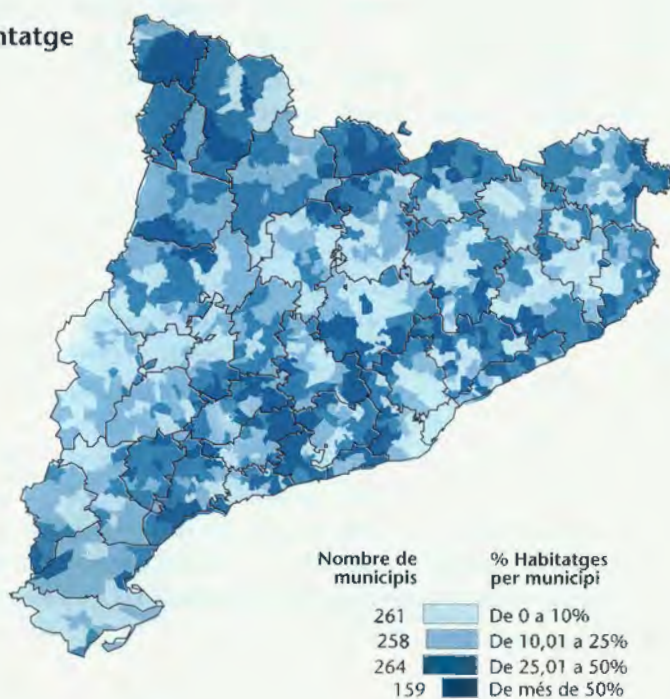 Nombre de municipis
% Habitatges per municipi
261 De 0 a 10%
258 De 10,01 a 25%
264 De 25,01 a 50%
159 De més de 50%